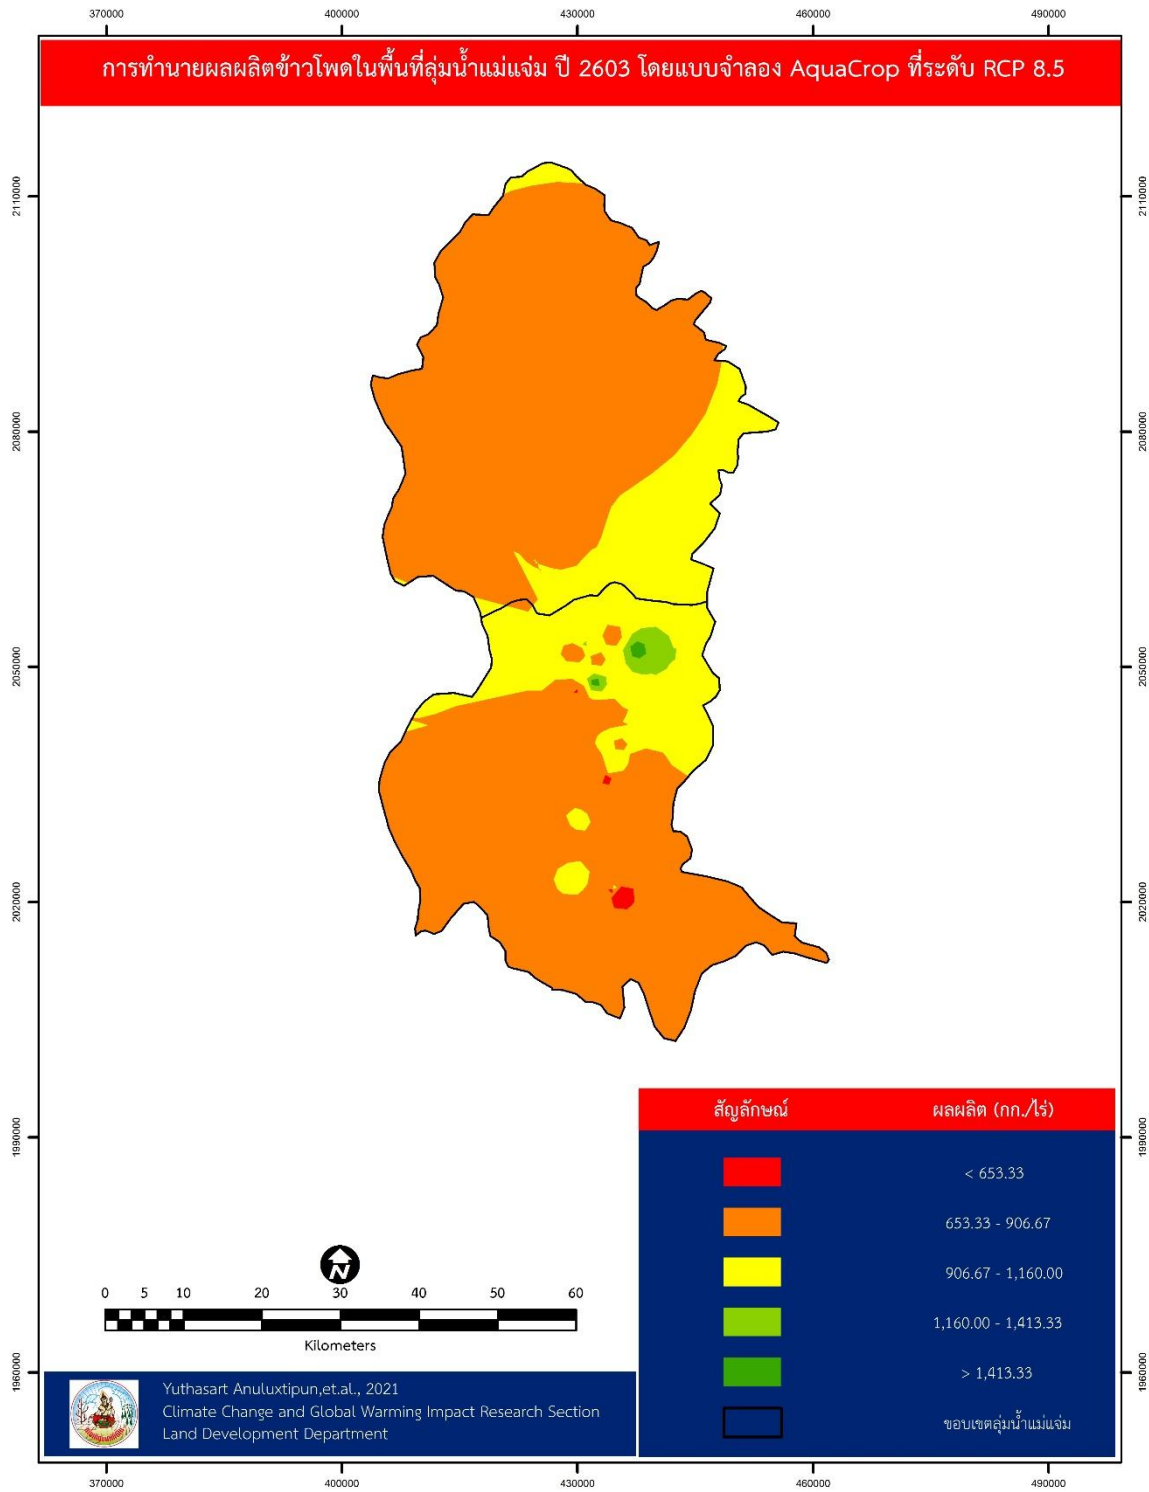 370000 400000 430000 460000 490000
การทำนายผลผลิตข้าวโพดในพื้นที่ลุ่มน้ำแม่แจ่ม ปี 2603 โดยแบบจำลอง AquaCrop ที่ระดับ RCP 8.5
2110000 2110000
2080000 2080000
2050000 2050000
2020000 2020000
1990000 1990000
1960000 1960000
สัญลักษณ์ ผลผลิต (กก./ไร่)
< 653.33
653.33 - 906.67
906.67 - 1,160.00
1,160.00 - 1,413.33
> 1,413.33
ขอบเขตลุ่มน้ำแม่แจ่ม
N
0 5 10 20 30 40 50 60
Kilometers
Yuthasart Anuluxtipun,et.al., 2021
Climate Change and Global Warming Impact Research Section
Land Development Department
370000 400000 430000 460000 490000